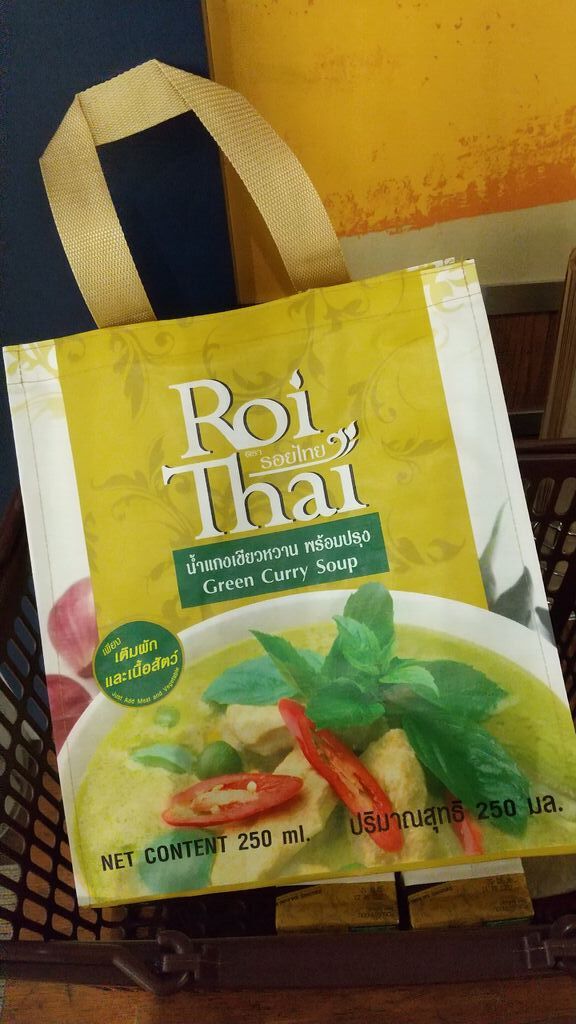 Roi
ตรา รอยไทย
Thai
น้ำแกงเขียวหวาน พร้อมปรุง
Green Curry Soup
เพียง
เติมผัก
และเนื้อสัตว์
Just Add Meat and Vegetable
NET CONTENT 250 ml.
ปริมาณสุทธิ 250 มล.